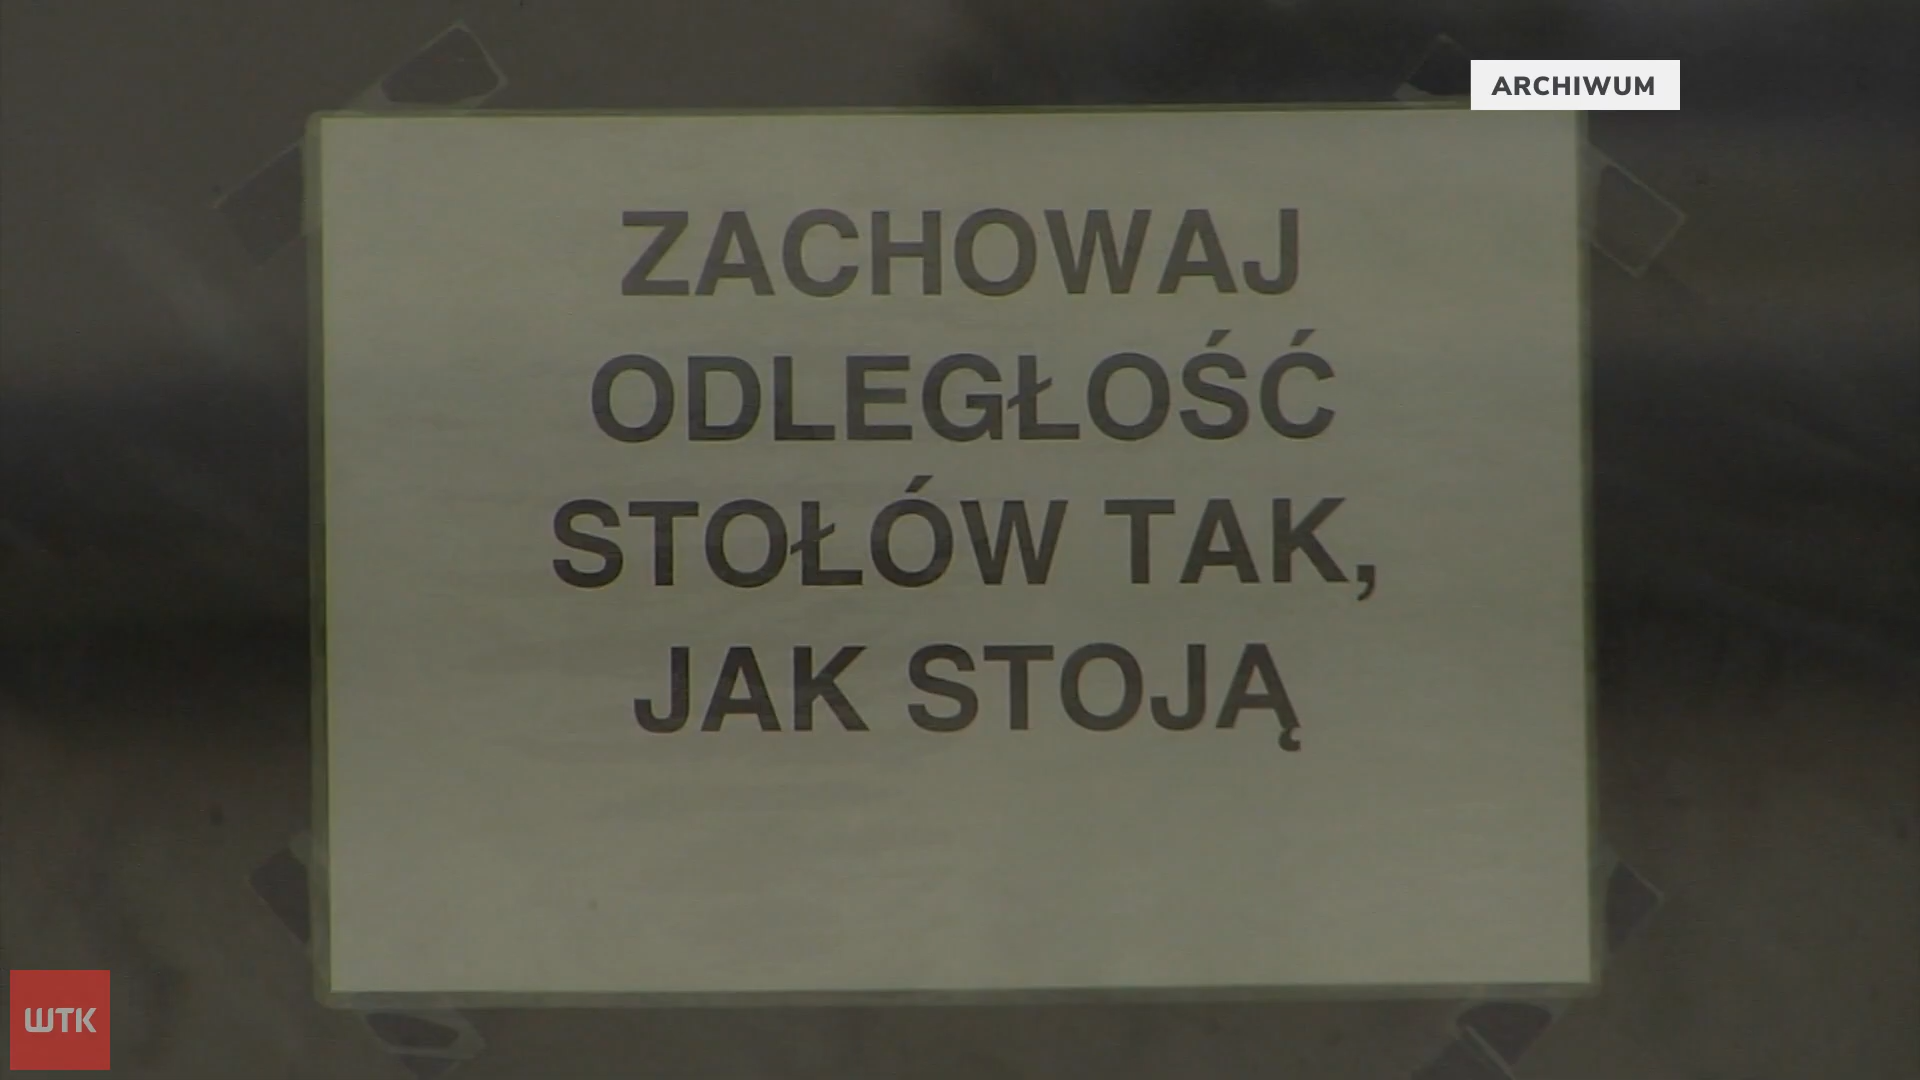 ARCHIWUM
ZACHOWAJ
ODLEGŁOŚĆ
STOŁÓW TAK,
JAK STOJĄ
WTK